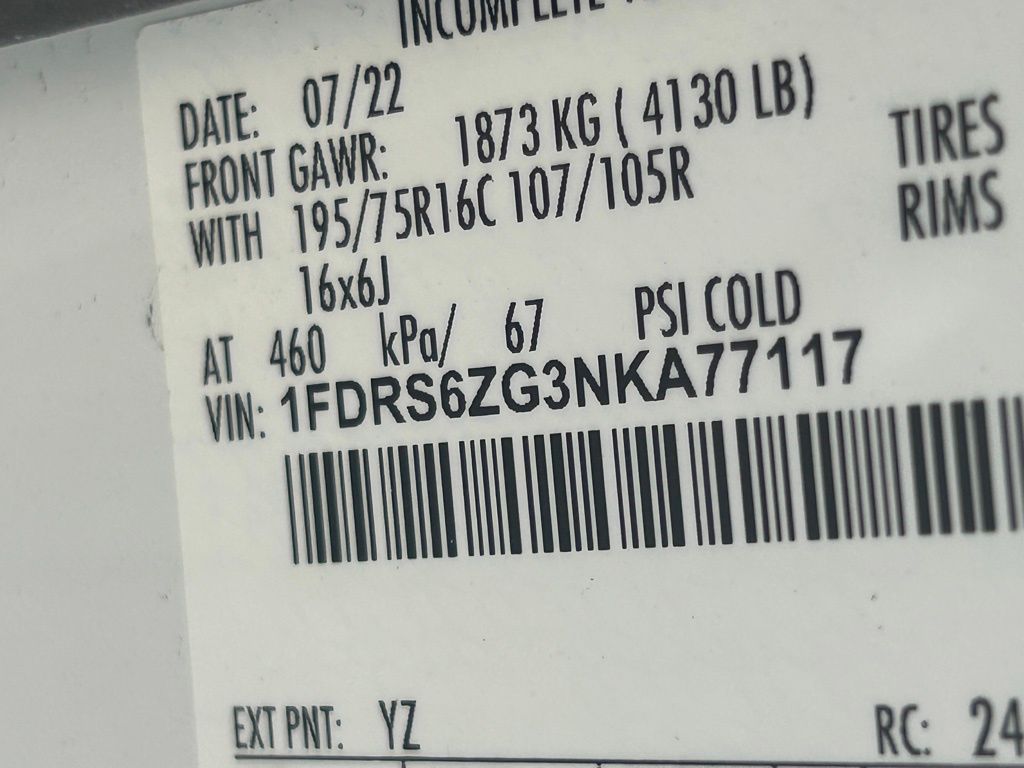 INCOMPLETE
DATE: 07/22
FRONT GAWR: 1873 KG ( 4130 LB) TIRES
WITH 195/75R16C 107/105R RIMS
16x6J
AT 460 kPa/ 67 PSI COLD
VIN: 1FDRS6ZG3NKA77117
EXT PNT: YZ RC: 24